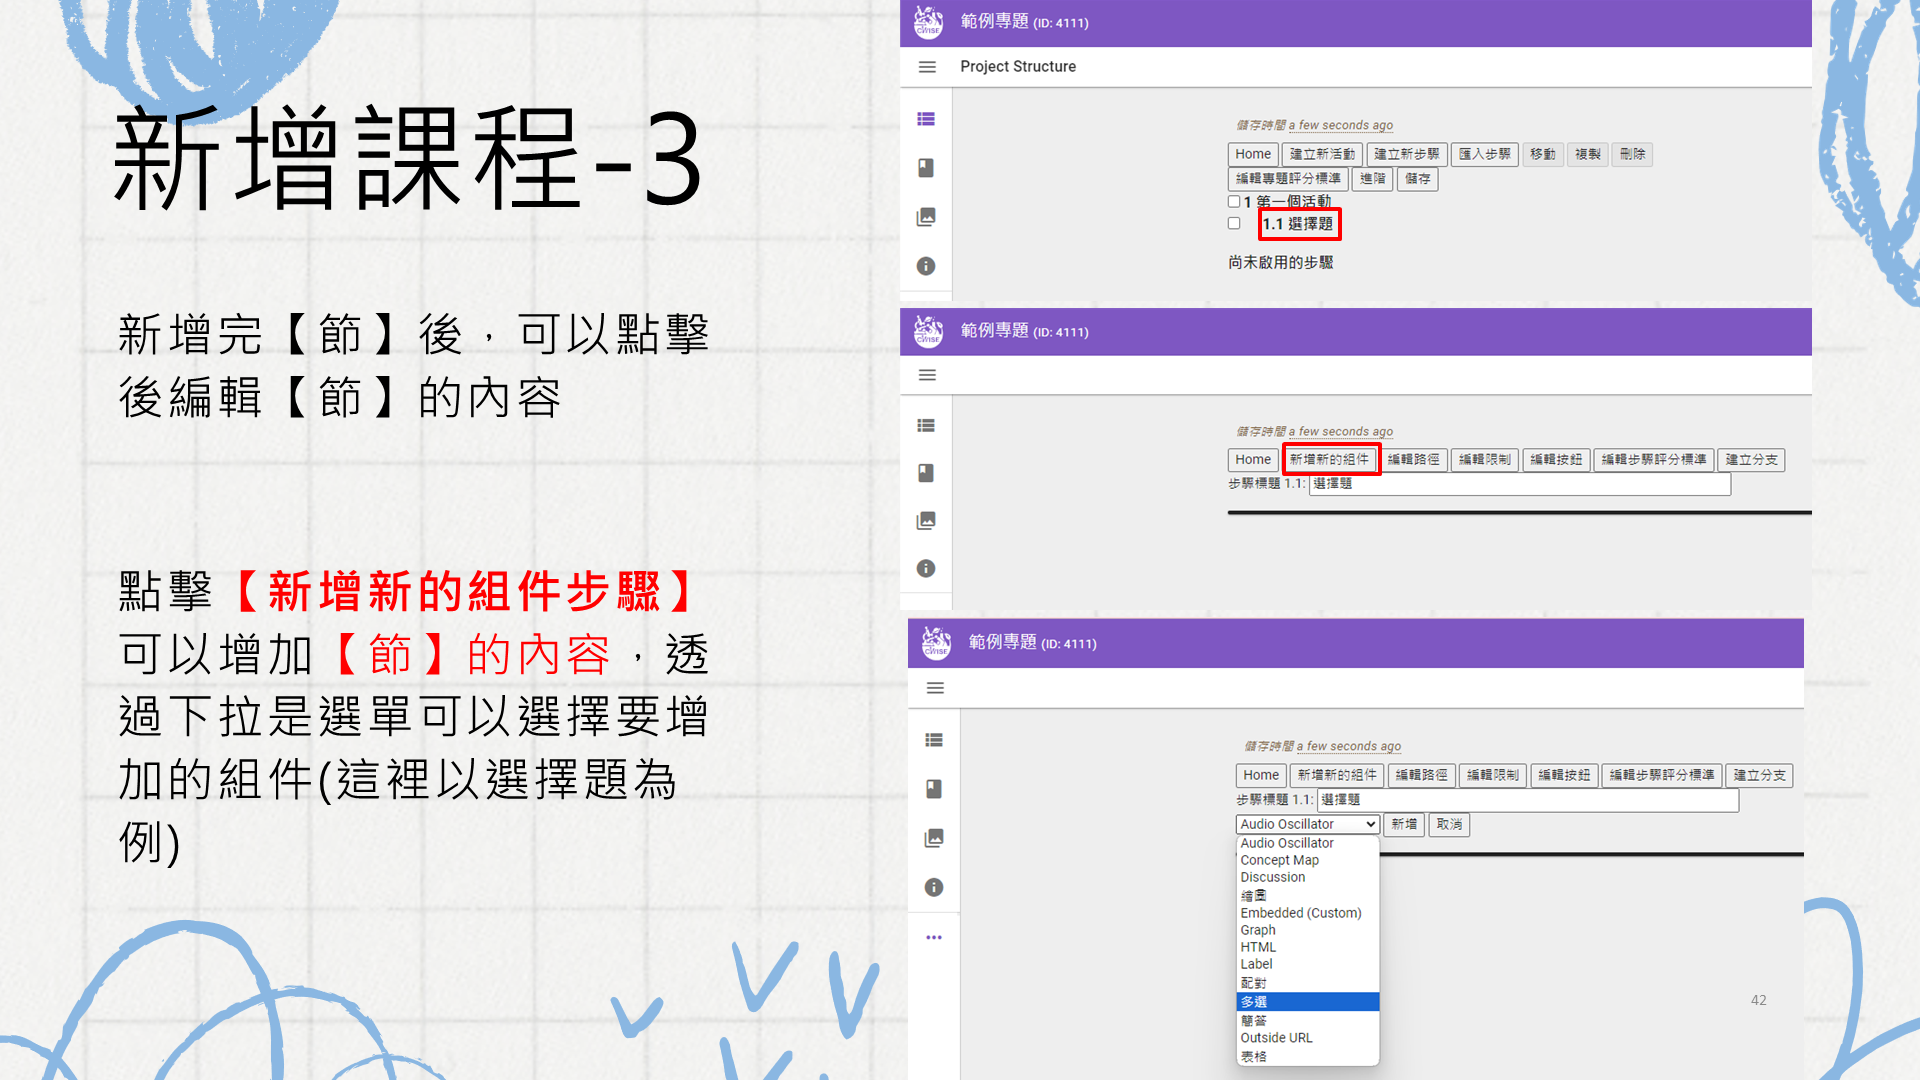 新增課程-3
新增完【節】後，可以點擊
後編輯【節】的內容
點擊【新增新的組件步驟】
可以增加【節】的內容，透
過下拉是選單可以選擇要增
加的組件(這裡以選擇題為
例)
CWISE
範例專題 (ID: 4111)
Project Structure
儲存時間 a few seconds ago
Home 建立新活動 建立新步驟 匯入步驟 移動 複製 刪除
編輯專題評分標準 進階 儲存
1 第一個活動
1.1 選擇題
尚未啟用的步驟
CWISE
範例專題 (ID: 4111)
儲存時間 a few seconds ago
Home 新增新的組件 編輯路徑 編輯限制 編輯按鈕 編輯步驟評分標準 建立分支
步驟標題 1.1: 選擇題
CWISE
範例專題 (ID: 4111)
儲存時間 a few seconds ago
Home 新增新的組件 編輯路徑 編輯限制 編輯按鈕 編輯步驟評分標準 建立分支
步驟標題 1.1: 選擇題
Audio Oscillator 新增 取消
Audio Oscillator
Concept Map
Discussion
繪圖
Embedded (Custom)
Graph
HTML
Label
配對
多選
簡答
Outside URL
表格
42